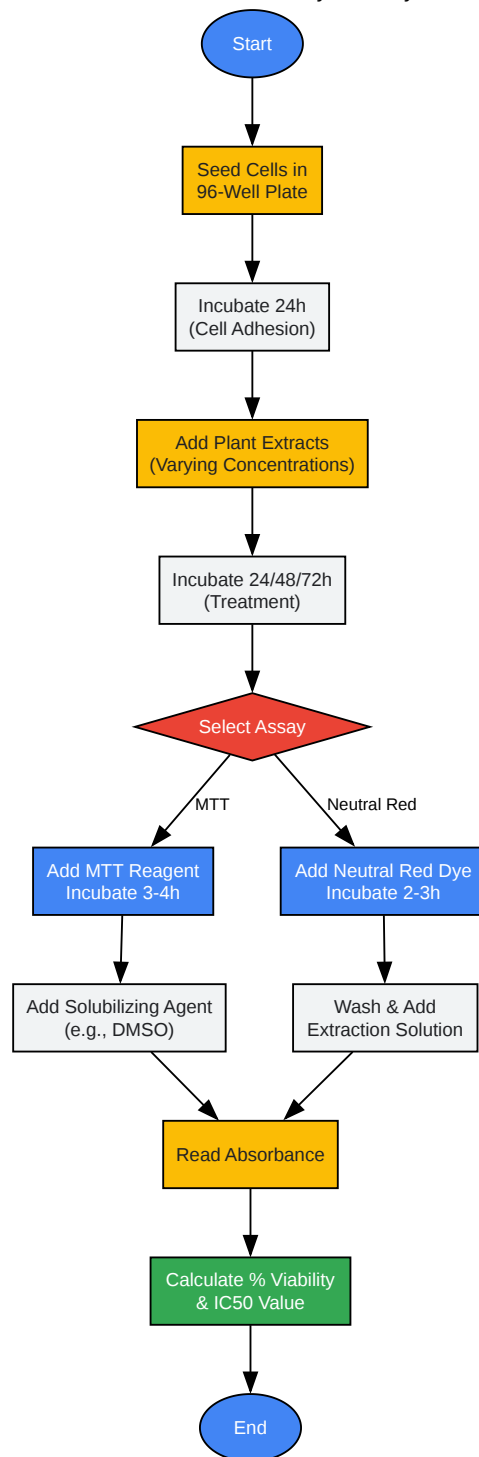 Start
Seed Cells in
96-Well Plate
Incubate 24h
(Cell Adhesion)
Add Plant Extracts
(Varying Concentrations)
Incubate 24/48/72h
(Treatment)
Select Assay
MTT
Neutral Red
Add MTT Reagent
Incubate 3-4h
Add Neutral Red Dye
Incubate 2-3h
Add Solubilizing Agent
(e.g., DMSO)
Wash & Add
Extraction Solution
Read Absorbance
Calculate % Viability
& IC50 Value
End